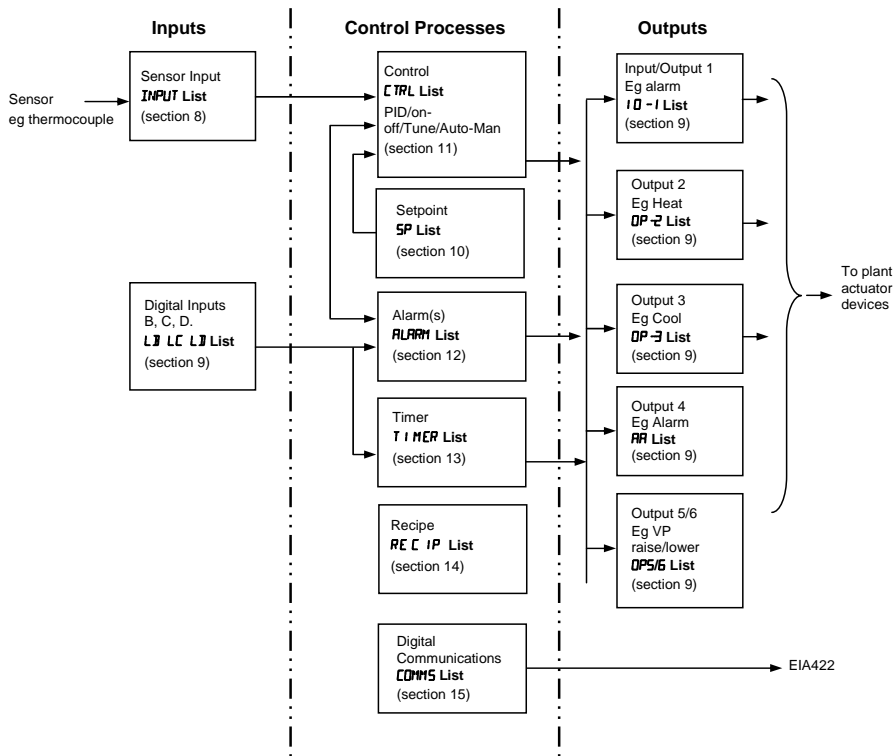 Inputs
Control Processes
Outputs
Sensor
eg thermocouple
Sensor Input
INPUT List
(section 8)
Digital Inputs
B, C, D.
LB LC LD List
(section 9)
Control
CTRL List
PID/on-
off/Tune/Auto-Man
(section 11)
Setpoint
SP List
(section 10)
Alarm(s)
ALARM List
(section 12)
Timer
TIMER List
(section 13)
Recipe
RECIP List
(section 14)
Digital
Communications
COMMS List
(section 15)
Input/Output 1
Eg alarm
IO-1 List
(section 9)
Output 2
Eg Heat
OP-2 List
(section 9)
Output 3
Eg Cool
OP-3 List
(section 9)
Output 4
Eg Alarm
AA List
(section 9)
Output 5/6
Eg VP
raise/lower
OP5/6 List
(section 9)
To plant
actuator
devices
EIA422